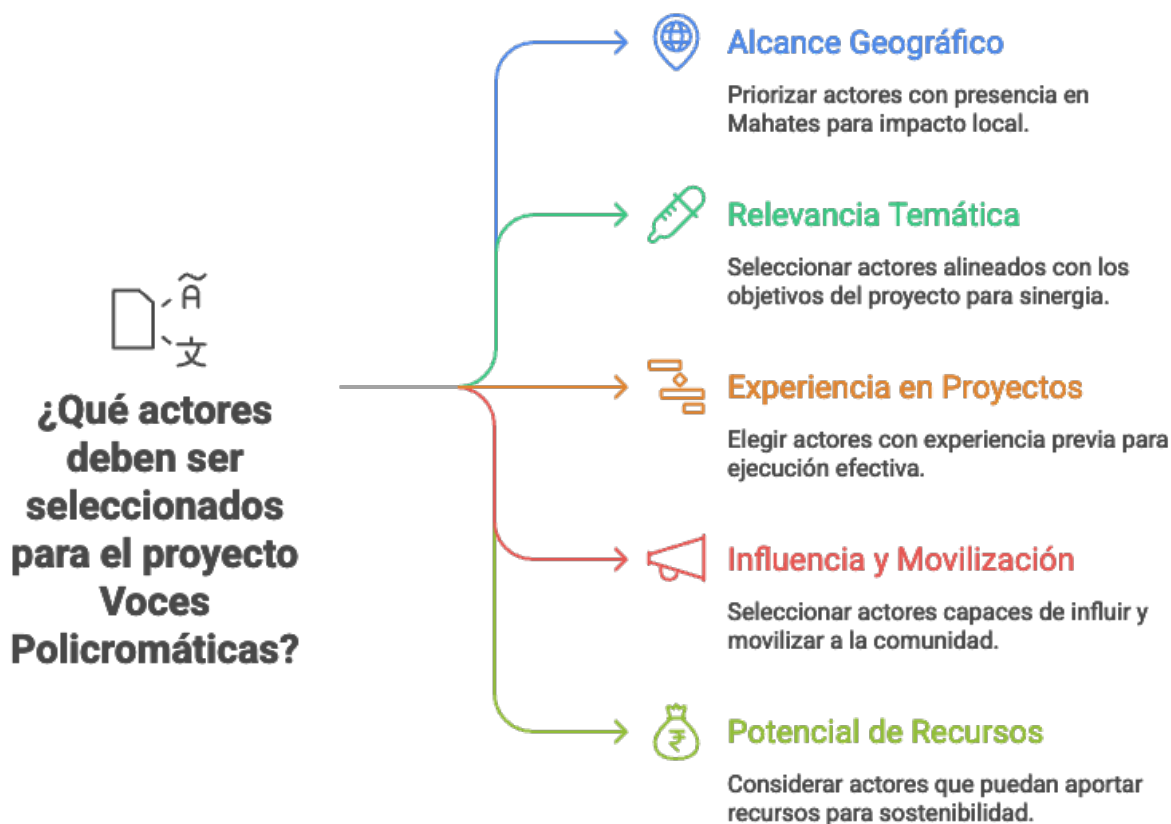 Ã
文
¿Qué actores
deben ser
seleccionados
para el proyecto
Voces
Policromáticas?
Alcance Geográfico
Priorizar actores con presencia en
Mahates para impacto local.
Relevancia Temática
Seleccionar actores alineados con los
objetivos del proyecto para sinergia.
Experiencia en Proyectos
Elegir actores con experiencia previa para
ejecución efectiva.
Influencia y Movilización
Seleccionar actores capaces de influir y
movilizar a la comunidad.
₹
Potencial de Recursos
Considerar actores que puedan aportar
recursos para sostenibilidad.